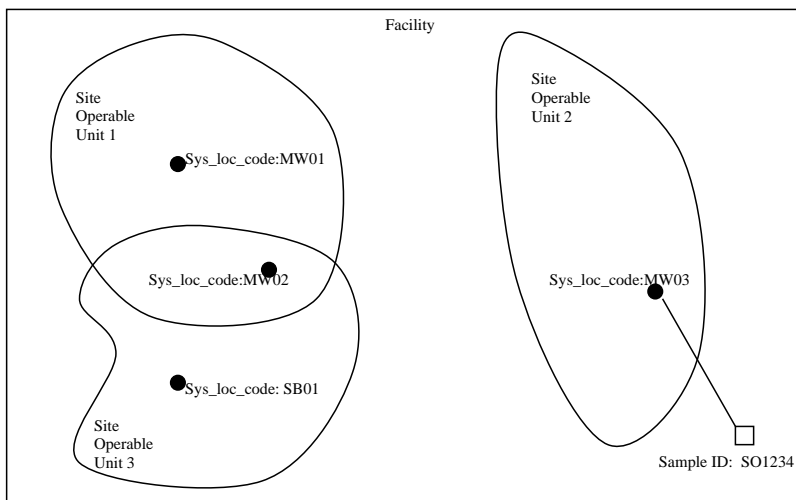 Facility
Site
Operable
Unit 1
Sys_loc_code:MW01
Sys_loc_code:MW02
Sys_loc_code: SB01
Site
Operable
Unit 3
Site
Operable
Unit 2
Sys_loc_code:MW03
Sample ID:  SO1234